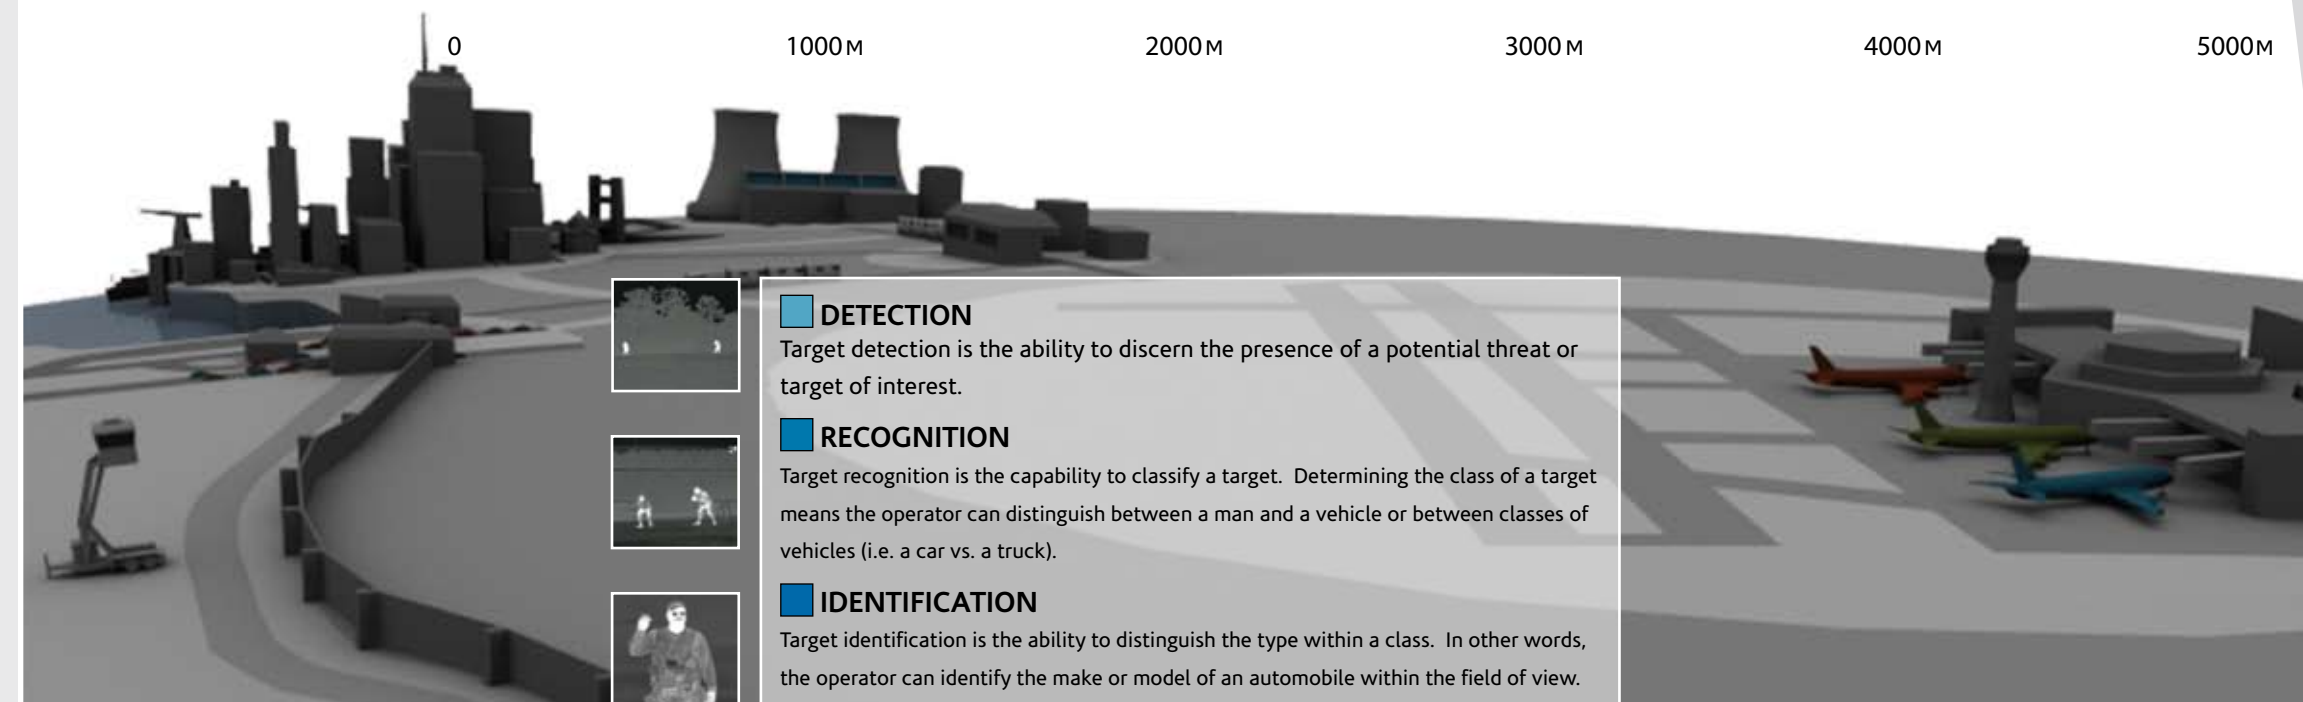 0 1000M 2000M 3000M 4000M 5000M
DETECTION
Target detection is the ability to discern the presence of a potential threat or
target of interest.
RECOGNITION
Target recognition is the capability to classify a target. Determining the class of a target
means the operator can distinguish between a man and a vehicle or between classes of
vehicles (i.e. a car vs. a truck).
IDENTIFICATION
Target identification is the ability to distinguish the type within a class. In other words,
the operator can identify the make or model of an automobile within the field of view.